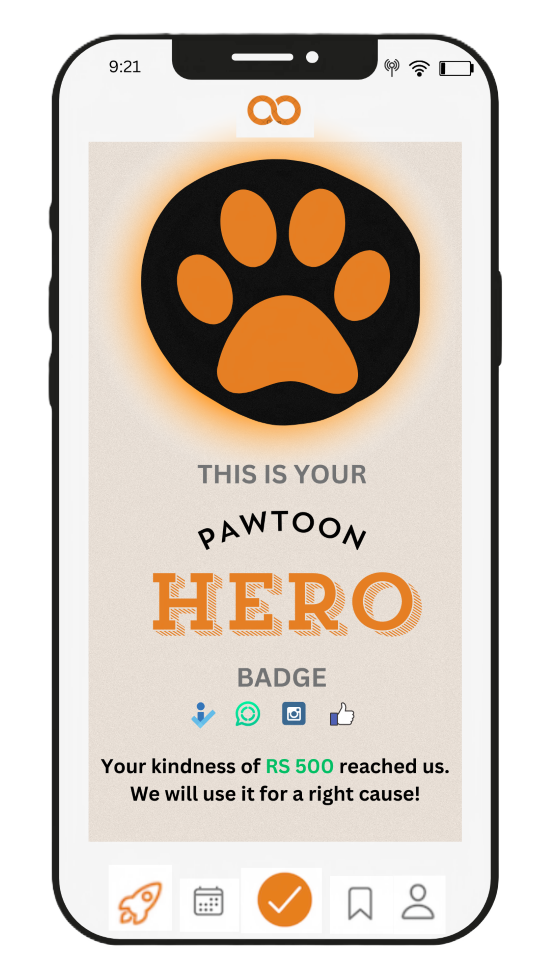 9:21
THIS IS YOUR
PAWTOON
HERO
BADGE
Your kindness of RS 500 reached us.
We will use it for a right cause!